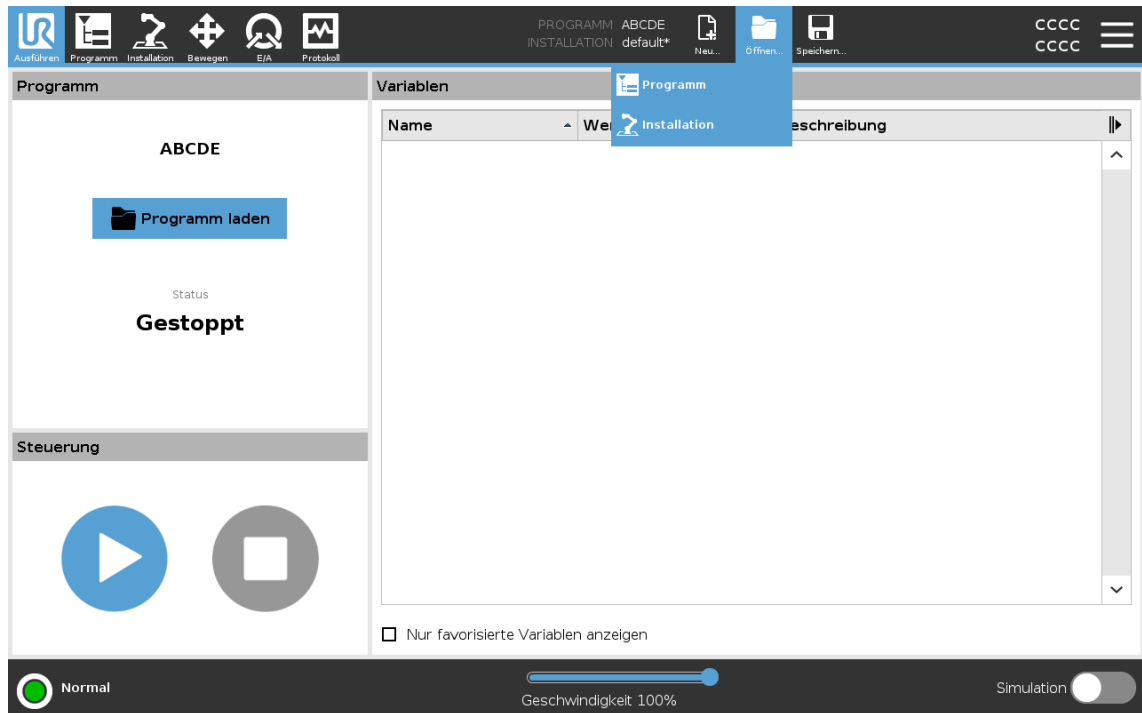 Ausführen
Programm
Installation
Bewegen
E/A
Protokoll
PROGRAMM ABCDE
INSTALLATION default*
Neu...
Öffnen...
Speichern...
CCCC
CCCC
Programm
Installation
Programm
ABCDE
Programm laden
Status
Gestoppt
Variablen
Name
eschreibung
Nur favorisierte Variablen anzeigen
Steuerung
Normal
Geschwindigkeit 100%
Simulation